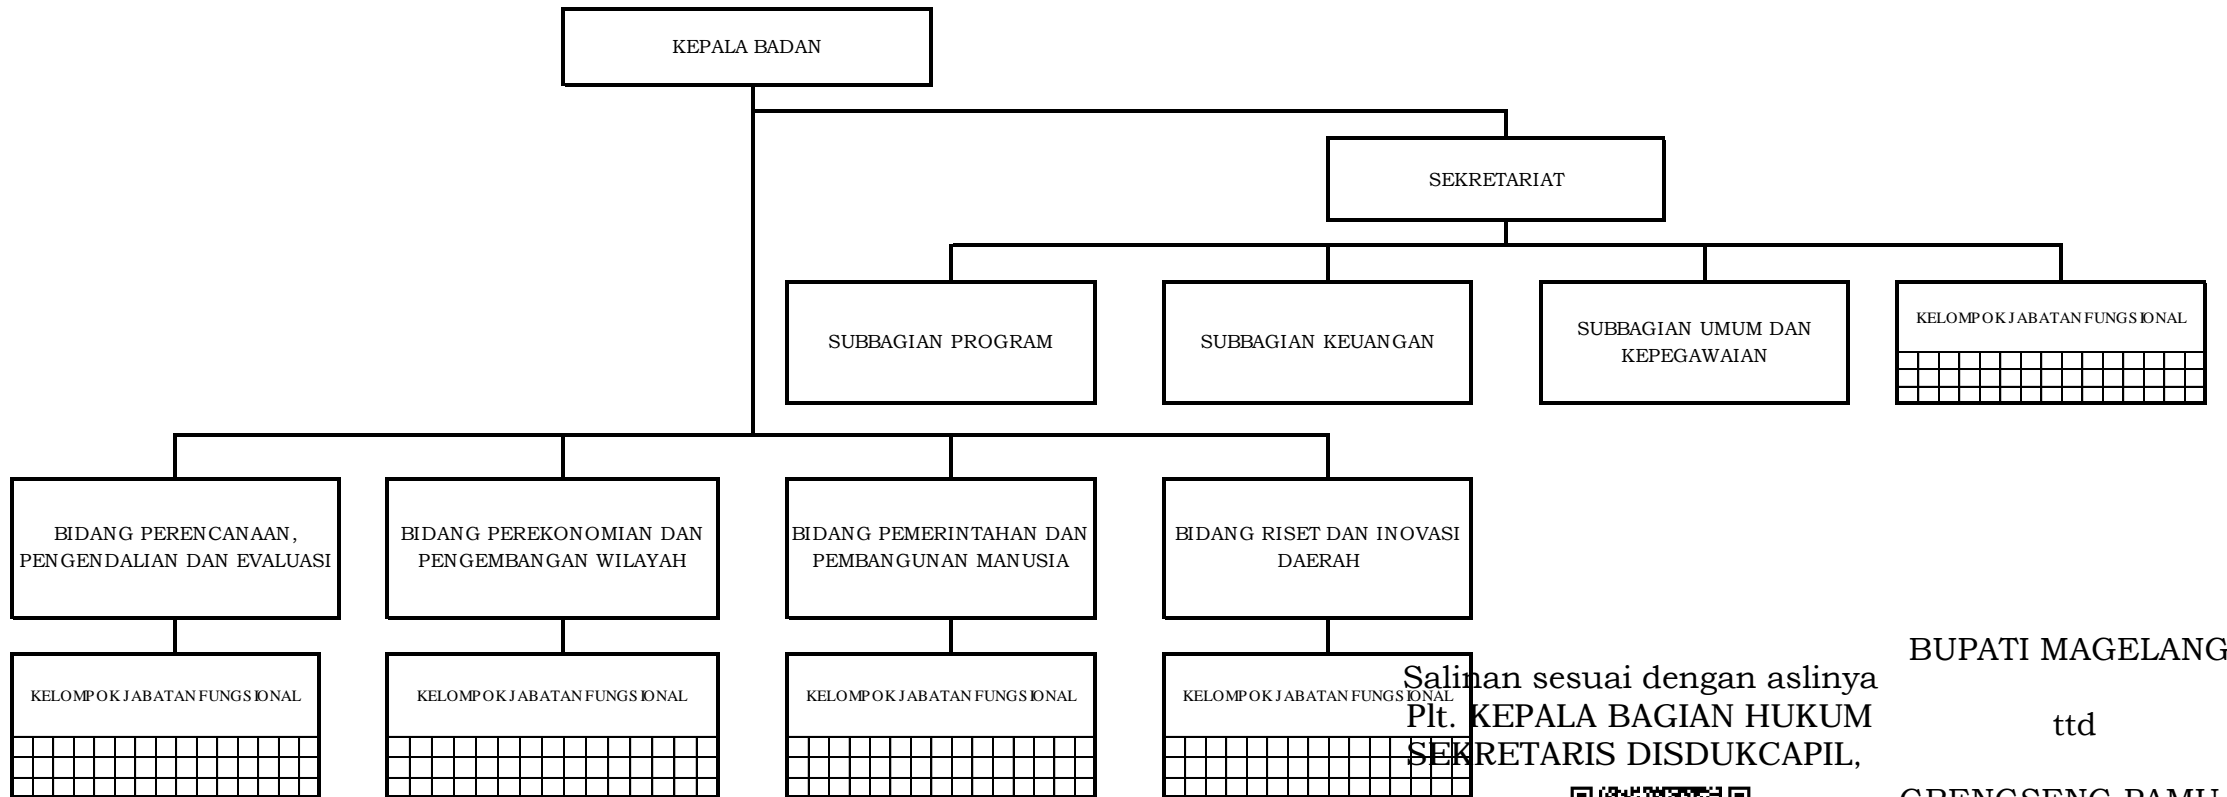 KEPALA BADAN
SEKRETARIAT
SUBBAGIAN PROGRAM
SUBBAGIAN KEUANGAN
SUBBAGIAN UMUM DAN
KEPEGAWAIAN
KELOMPOK JABATAN FUNGSIONAL
BIDANG PERENCANAAN,
PENGENDALIAN DAN EVALUASI
BIDANG PEREKONOMIAN DAN
PENGEMBANGAN WILAYAH
BIDANG PEMERINTAHAN DAN
PEMBANGUNAN MANUSIA
BIDANG RISET DAN INOVASI
DAERAH
KELOMPOK JABATAN FUNGSIONAL
KELOMPOK JABATAN FUNGSIONAL
KELOMPOK JABATAN FUNGSIONAL
KELOMPOK JABATAN FUNGSIONAL
Salinan sesuai dengan aslinya
Plt. KEPALA BAGIAN HUKUM
SEKRETARIS DISDUKCAPIL,
BUPATI MAGELANG
ttd
GRENGSENG PAMU